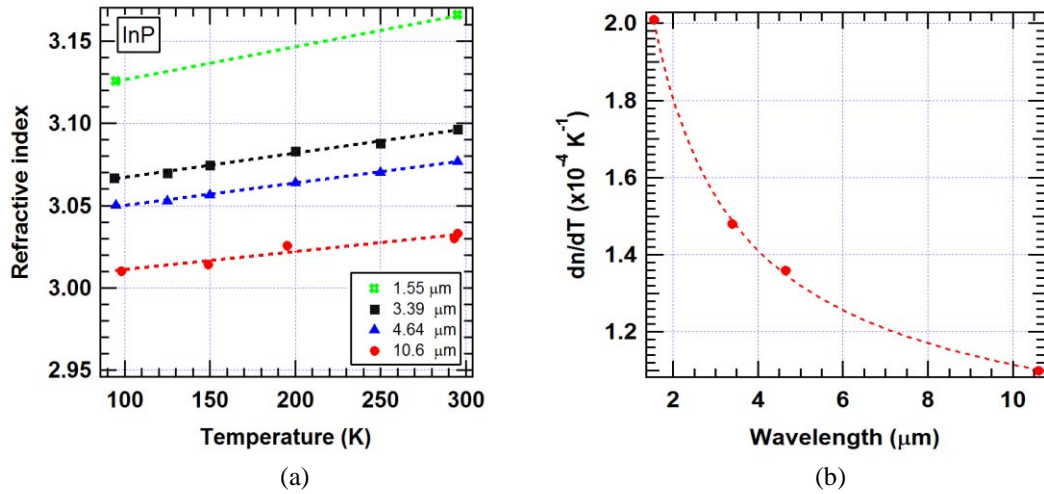 InP
Refractive index
3.15
3.10
3.05
3.00
2.95
1.55 μm
3.39 μm
4.64 μm
10.6 μm
100 150 200 250 300
Temperature (K)
(a)
dn/dT (x10⁻⁴ K⁻¹)
2.0
1.8
1.6
1.4
1.2
2 4 6 8 10
Wavelength (μm)
(b)